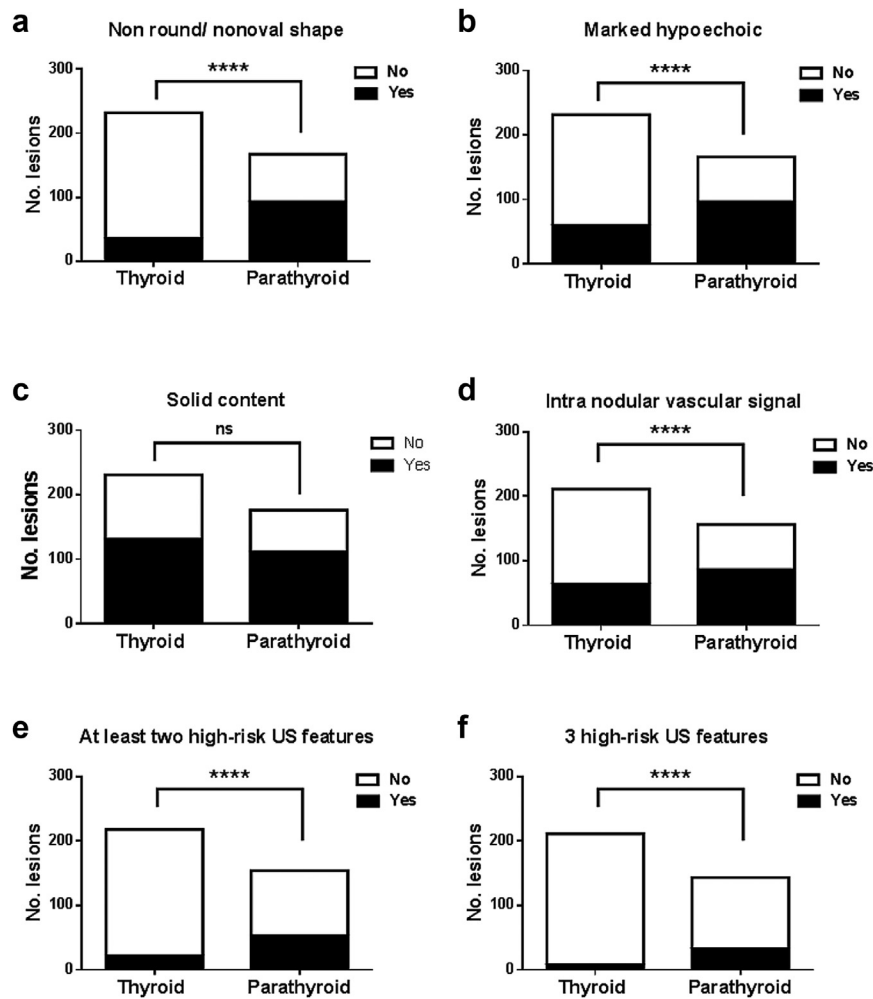 a
Non round/ nonoval shape
300
200
100
0
No. lesions
****
No
Yes
Thyroid
Parathyroid
b
Marked hypoechoic
300
200
100
0
No. lesions
****
No
Yes
Thyroid
Parathyroid
c
Solid content
300
200
100
0
No. lesions
ns
No
Yes
Thyroid
Parathyroid
d
Intra nodular vascular signal
300
200
100
0
No. lesions
****
No
Yes
Thyroid
Parathyroid
e
At least two high-risk US features
300
200
100
0
No. lesions
****
No
Yes
Thyroid
Parathyroid
f
3 high-risk US features
300
200
100
0
No. lesions
****
No
Yes
Thyroid
Parathyroid